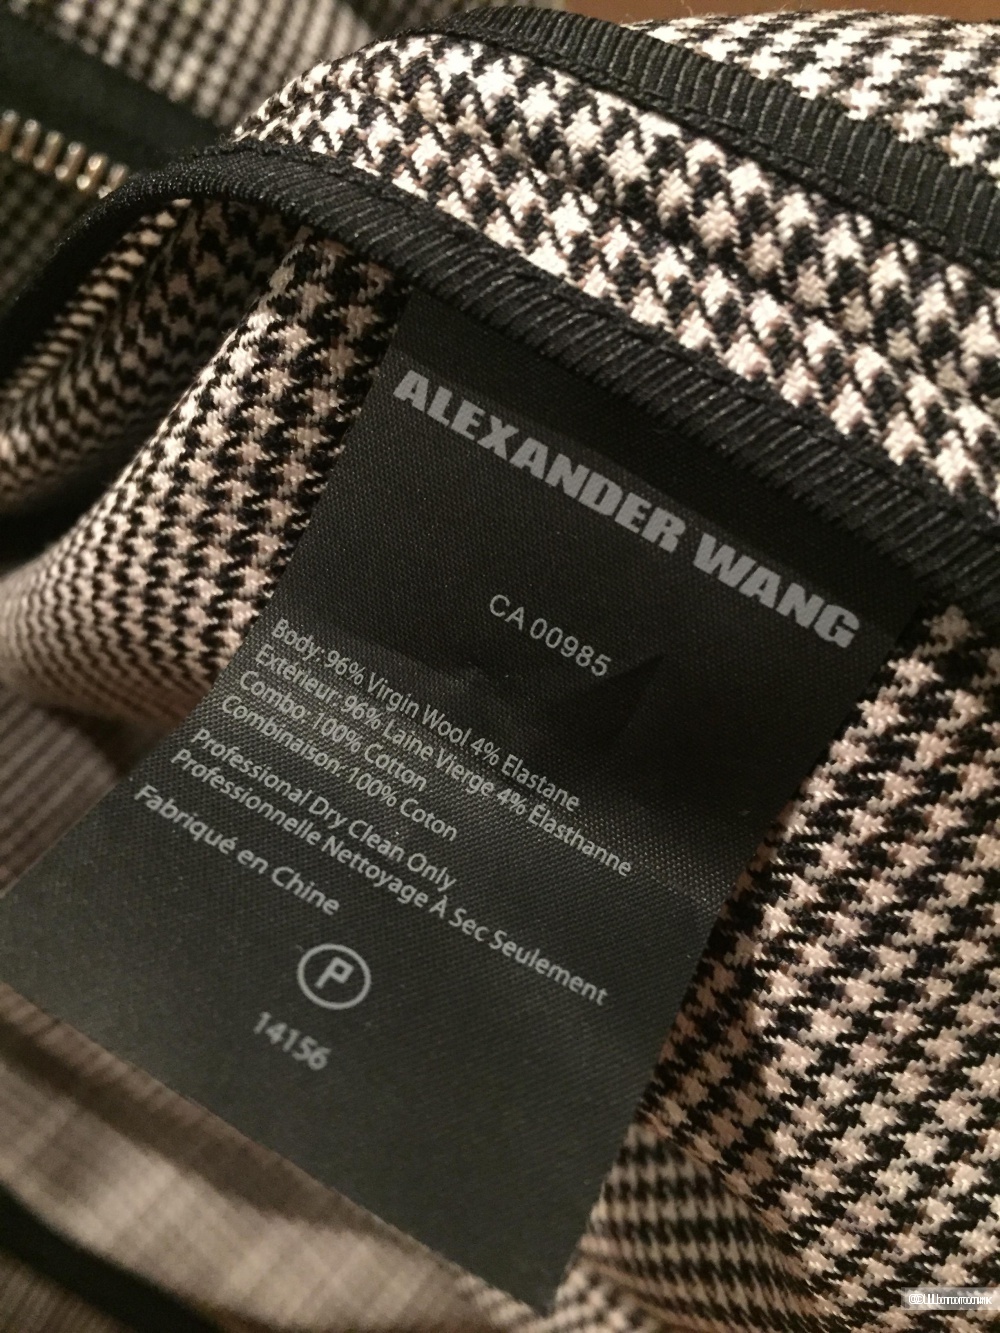 ALEXANDER WANG
CA 00985
Body: 96% Virgin Wool 4% Elastane
Extérieur: 96% Laine Vierge 4% Élasthanne
Combo: 100% Cotton
Combinaison: 100% Coton
Professional Dry Clean Only
Professionnelle Nettoyage À Sec Seulement
Fabriqué en Chine
P
14156